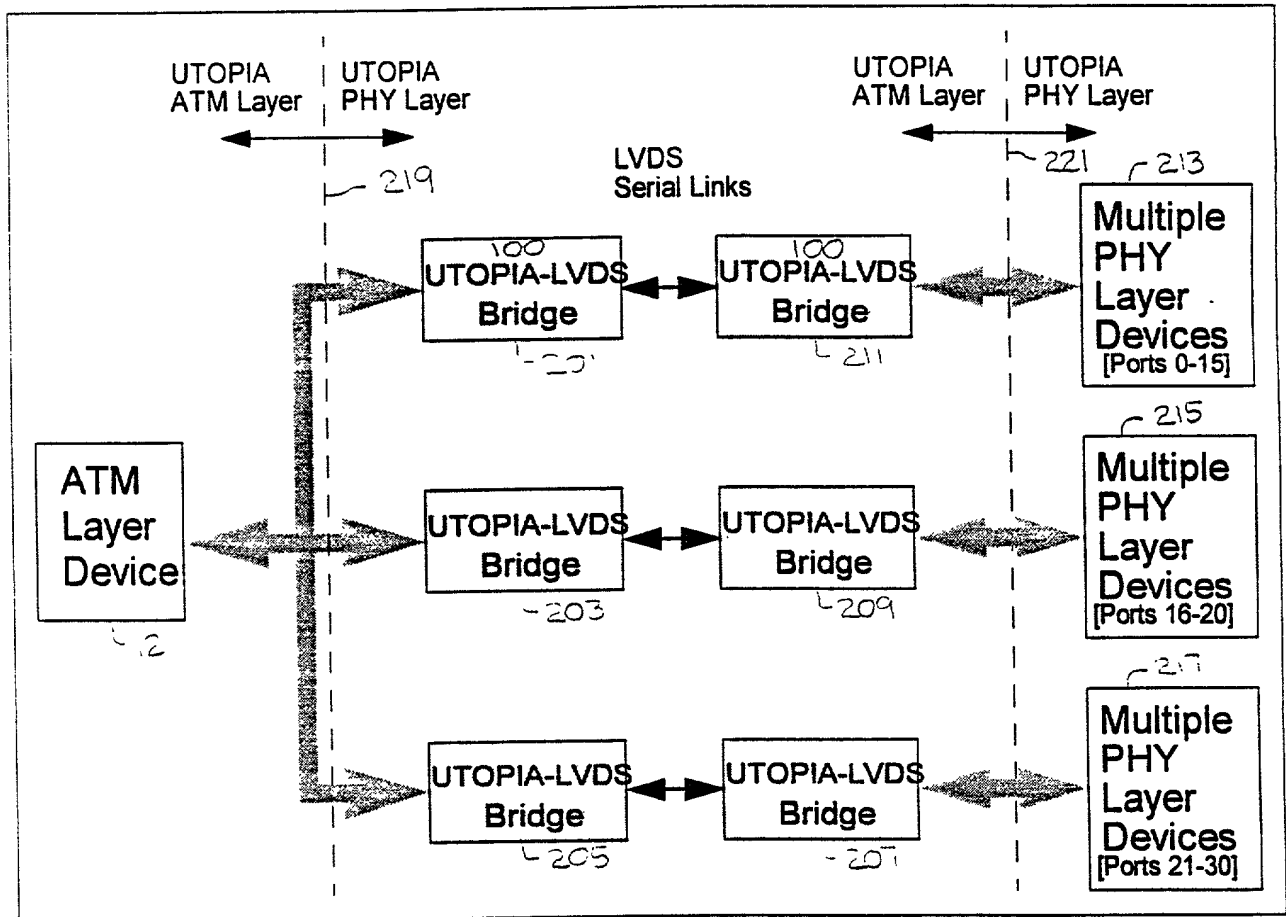 UTOPIA
ATM Layer
UTOPIA
PHY Layer
UTOPIA
ATM Layer
UTOPIA
PHY Layer
219
LVDS
Serial Links
221
213
100
UTOPIA-LVDS
Bridge
100
UTOPIA-LVDS
Bridge
211
Multiple
PHY
Layer
Devices
[Ports 0-15]
ATM
Layer
Device
12
UTOPIA-LVDS
Bridge
203
UTOPIA-LVDS
Bridge
209
215
Multiple
PHY
Layer
Devices
[Ports 16-20]
UTOPIA-LVDS
Bridge
205
UTOPIA-LVDS
Bridge
207
217
Multiple
PHY
Layer
Devices
[Ports 21-30]